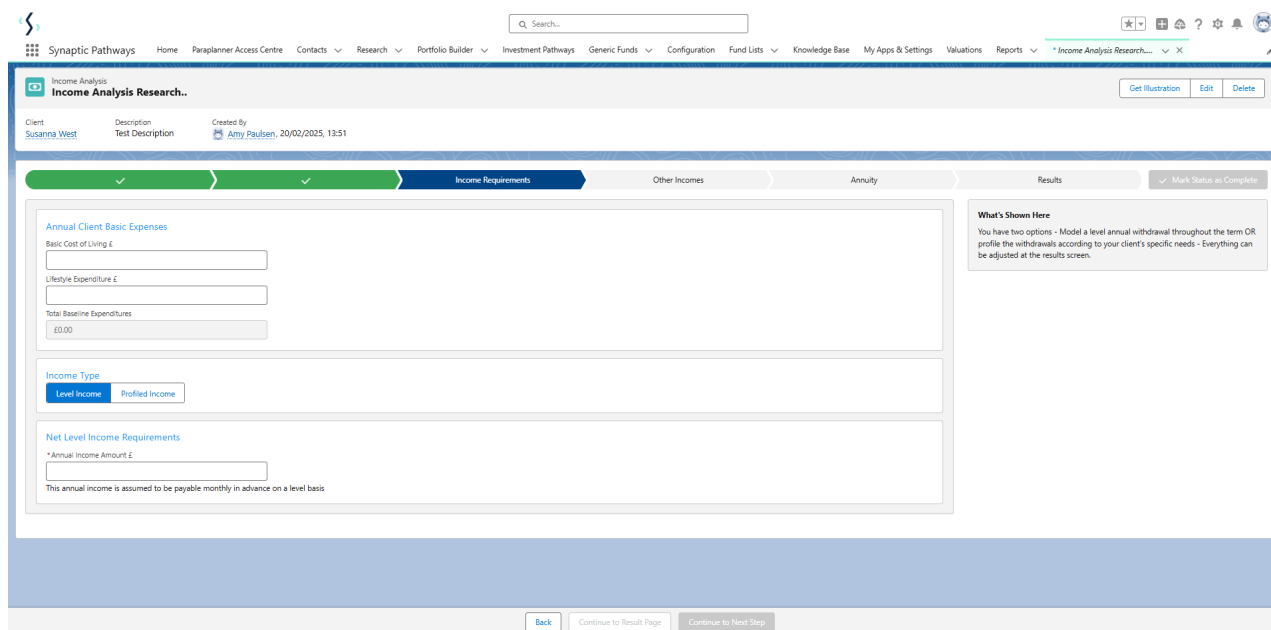 Search...
Synaptic Pathways Home Paraplanner Access Centre Contacts Research Portfolio Builder Investment Pathways Generic Funds Configuration Fund Lists Knowledge Base My Apps & Settings Valuations Reports * Income Analysis Research....
Income Analysis
Income Analysis Research..
Get Illustration Edit Delete
Client Description Created By
Susanna West Test Description Amy Paulsen, 20/02/2025, 13:51
Income Requirements Other Incomes Annuity Results Mark Status as Complete
Annual Client Basic Expenses
Basic Cost of Living £
Lifestyle Expenditure £
Total Baseline Expenditures
£0.00
Income Type
Level Income Profiled Income
Net Level Income Requirements
*Annual Income Amount £
This annual income is assumed to be payable monthly in advance on a level basis
What's Shown Here
You have two options - Model a level annual withdrawal throughout the term OR
profile the withdrawals according to your client's specific needs - Everything can
be adjusted at the results screen.
Back Continue to Result Page Continue to Next Step